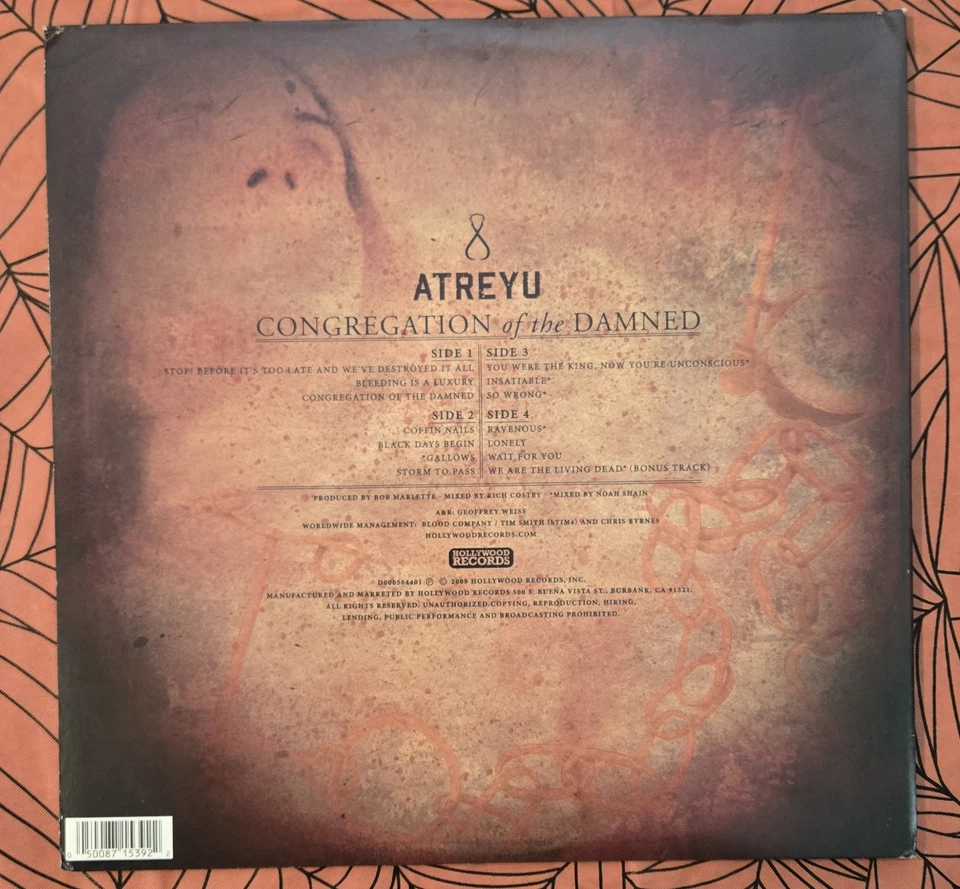 ATREYU
CONGREGATION of the DAMNED
SIDE 1
STOP! BEFORE IT'S TOO LATE AND WE'VE DESTROYED IT ALL
BLEEDING IS A LUXURY
CONGREGATION OF THE DAMNED
SIDE 2
COFFIN NAILS
BLACK DAYS BEGIN
*GALLOWS
STORM TO PASS
SIDE 3
YOU WERE THE KING, NOW YOU'RE UNCONSCIOUS*
INSATIABLE*
SO WRONG*
SIDE 4
RAVENOUS*
LONELY
WAIT FOR YOU
WE ARE THE LIVING DEAD* (BONUS TRACK)
PRODUCED BY BOB MARLETTE - MIXED BY RICH COSTEY - *MIXED BY NOAH SHAIN
A&R: GEOFFREY WEISS
WORLDWIDE MANAGEMENT: BLOOD COMPANY / TIM SMITH AND CHRIS BYRNES
HOLLYWOODRECORDS.COM
HOLLYWOOD
RECORDS
D000504401 ℗ © 2009 HOLLYWOOD RECORDS, INC.
MANUFACTURED AND MARKETED BY HOLLYWOOD RECORDS 500 S. BUENA VISTA ST., BURBANK, CA 91521.
ALL RIGHTS RESERVED. UNAUTHORIZED COPYING, REPRODUCTION, HIRING,
LENDING, PUBLIC PERFORMANCE AND BROADCASTING PROHIBITED.
0 50087 15392 2